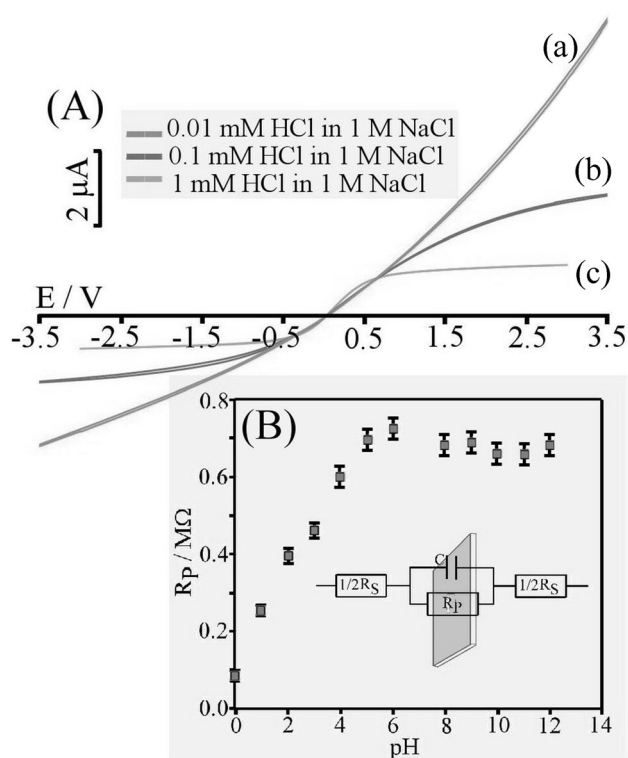 (a)
(A)
0.01 mM HCl in 1 M NaCl
0.1 mM HCl in 1 M NaCl
1 mM HCl in 1 M NaCl
2 µA
(b)
(c)
E / V
-3.5 -2.5 -1.5 -0.5 0.5 1.5 2.5 3.5
(B)
0.8
0.6
0.4
0.2
0.0
RP / MΩ
C
1/2RS
RP
1/2RS
0 2 4 6 8 10 12 14
pH